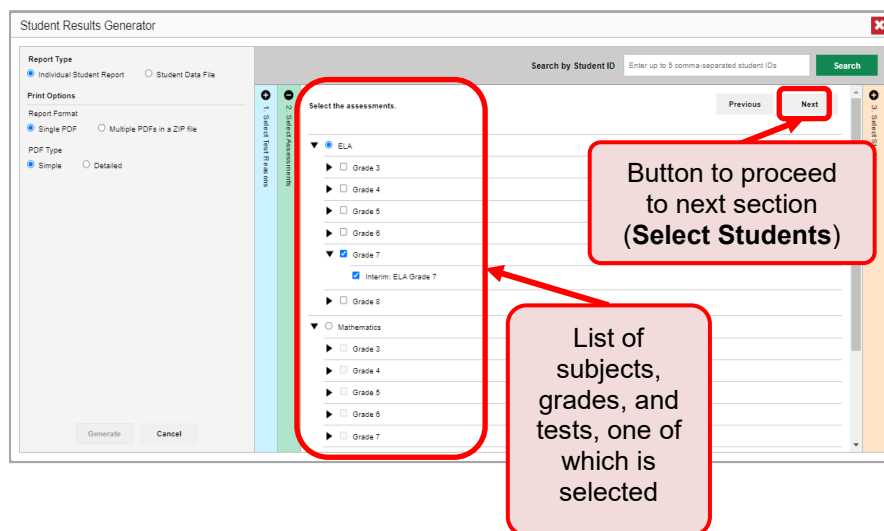 Student Results Generator
Report Type
Individual Student Report
Student Data File
Print Options
Report Format
Single PDF
Multiple PDFs in a ZIP file
PDF Type
Simple
Detailed
Generate
Cancel
Search by Student ID
Enter up to 5 comma-separated student IDs
Search
1. Select Test Reasons
2. Select Assessments
Select the assessments.
Previous
Next
ELA
Grade 3
Grade 4
Grade 5
Grade 6
Grade 7
Interim: ELA Grade 7
Grade 8
Mathematics
Grade 3
Grade 4
Grade 5
Grade 6
Grade 7
3. Select
Button to proceed
to next section
(Select Students)
List of
subjects,
grades, and
tests, one of
which is
selected